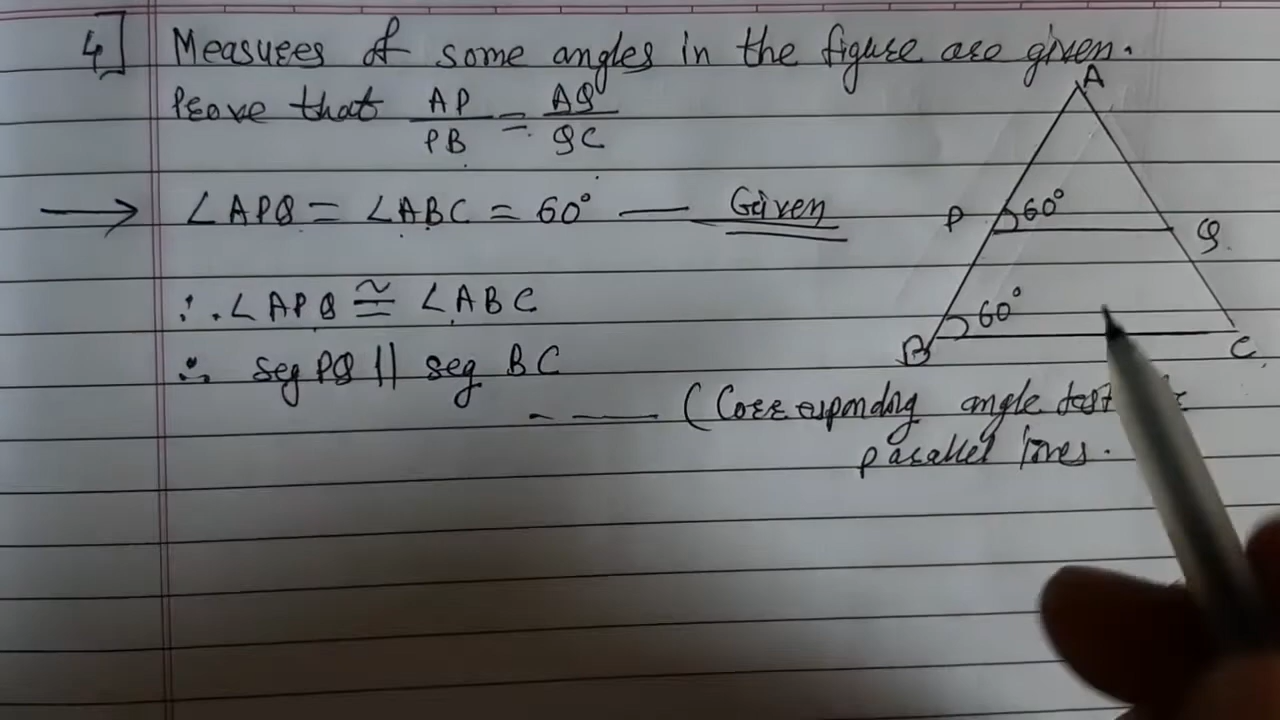 4] Measures of some angles in the figure are given.
Prove that AP/PB = AQ/QC
→ ∠APQ = ∠ABC = 60° — Given
∴ ∠APQ ≅ ∠ABC
∴ seg PQ || seg BC
- — (Corresponding angle test
parallel lines.
A
P 60° Q
B 60° C